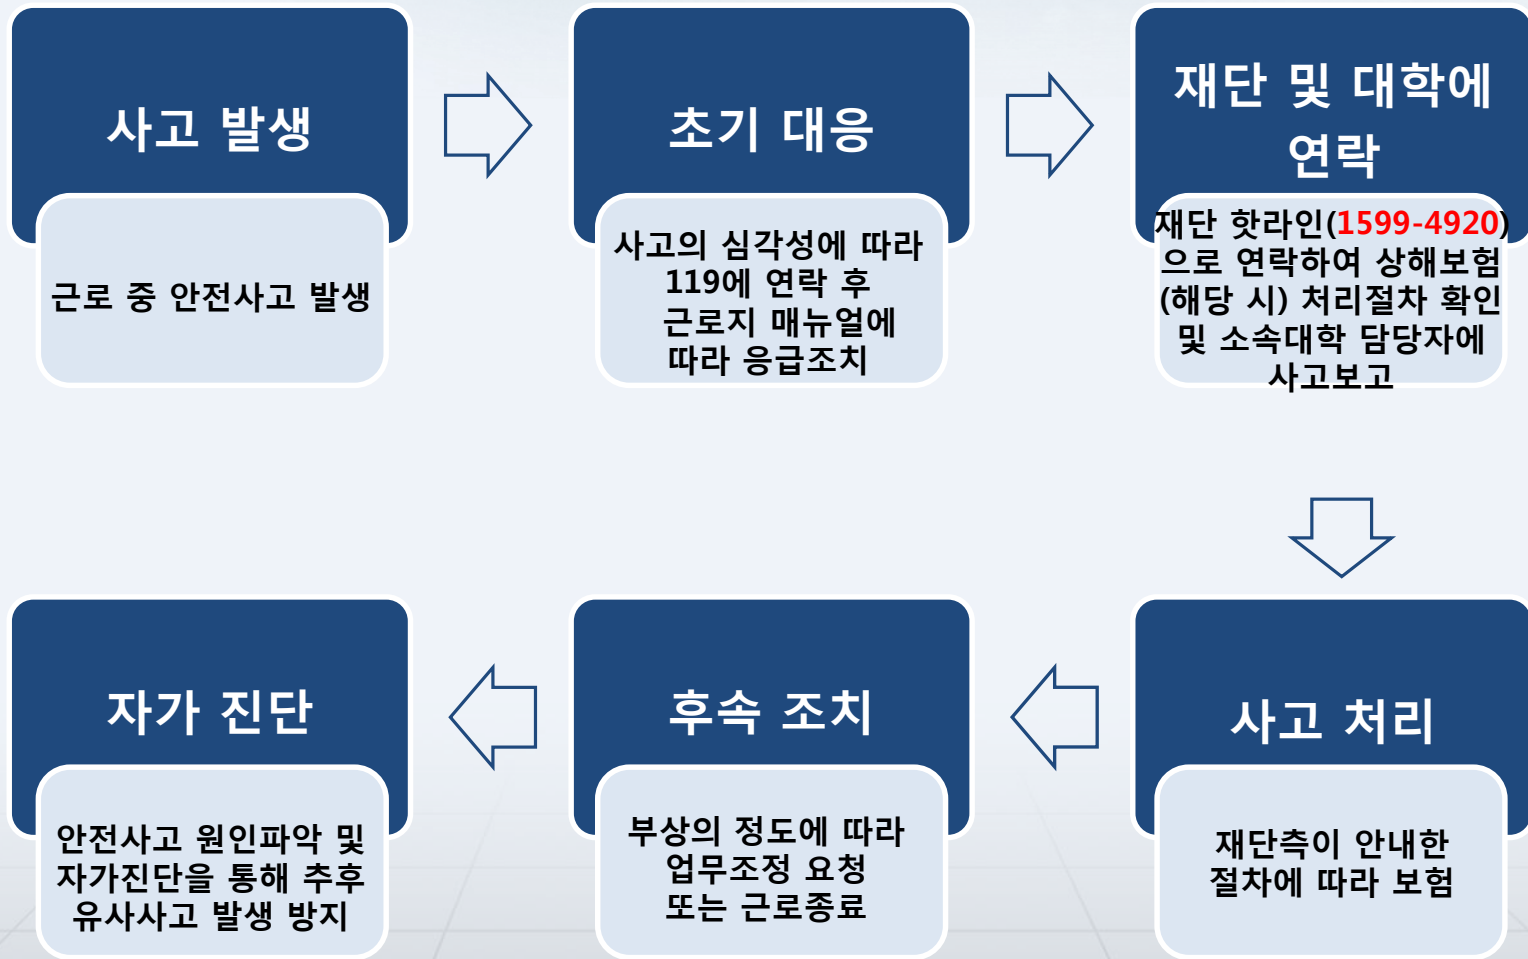 사고 발생
근로 중 안전사고 발생
초기 대응
사고의 심각성에 따라
119에 연락 후
근로지 매뉴얼에
따라 응급조치
재단 및 대학에
연락
재단 핫라인(1599-4920)
으로 연락하여 상해보험
(해당 시) 처리절차 확인
및 소속대학 담당자에
사고보고
사고 처리
재단측이 안내한
절차에 따라 보험
후속 조치
부상의 정도에 따라
업무조정 요청
또는 근로종료
자가 진단
안전사고 원인파악 및
자가진단을 통해 추후
유사사고 발생 방지